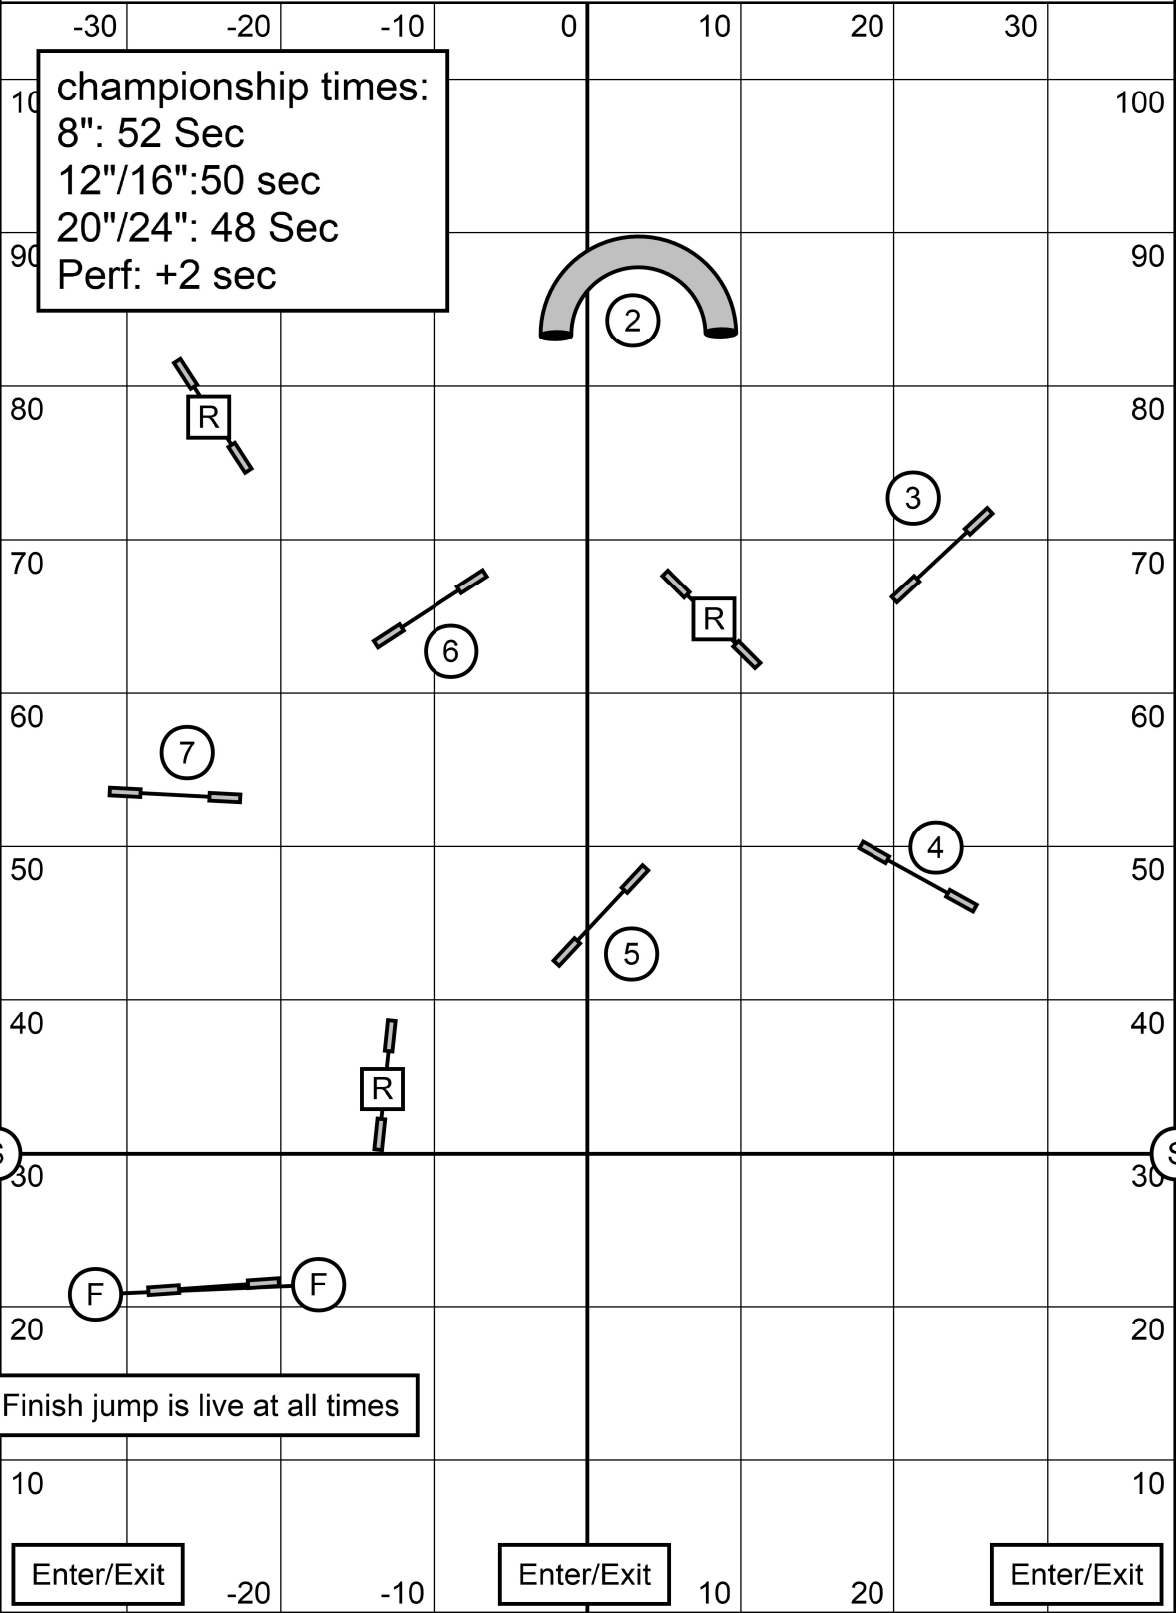 -30 -20 -10 0 10 20 30
championship times:
8": 52 Sec
12"/16":50 sec
20"/24": 48 Sec
Perf: +2 sec
10 100
90 90
2
80 R 80
3
70 70
R
6
60 60
7
4
50 50
5
40 40
R
S S
30 30
F F
20 20
Finish jump is live at all times
10 10
Enter/Exit Enter/Exit Enter/Exit
-20 -10 10 20